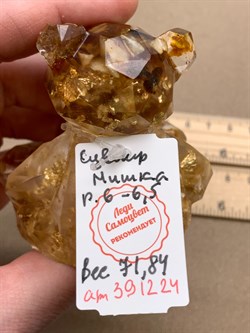 Сувенир
Мишка
р. 6-6,5
Леди
Самоцвет
РЕКОМЕНДУЕТ
вес 71,84
арт 391224